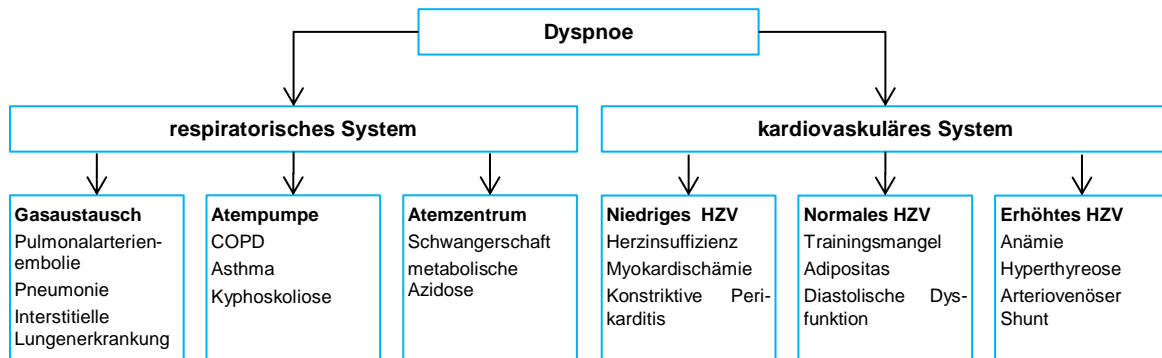 Dyspnoe
respiratorisches System
kardiovaskuläres System
Gasaustausch
Pulmonalarterien-
embolie
Pneumonie
Interstitielle
Lungenerkrankung
Atempumpe
COPD
Asthma
Kyphoskoliose
Atemzentrum
Schwangerschaft
metabolische
Azidose
Niedriges HZV
Herzinsuffizienz
Myokardischämie
Konstriktive Peri-
karditis
Normales HZV
Trainingsmangel
Adipositas
Diastolische Dys-
funktion
Erhöhtes HZV
Anämie
Hyperthyreose
Arteriovenöser
Shunt